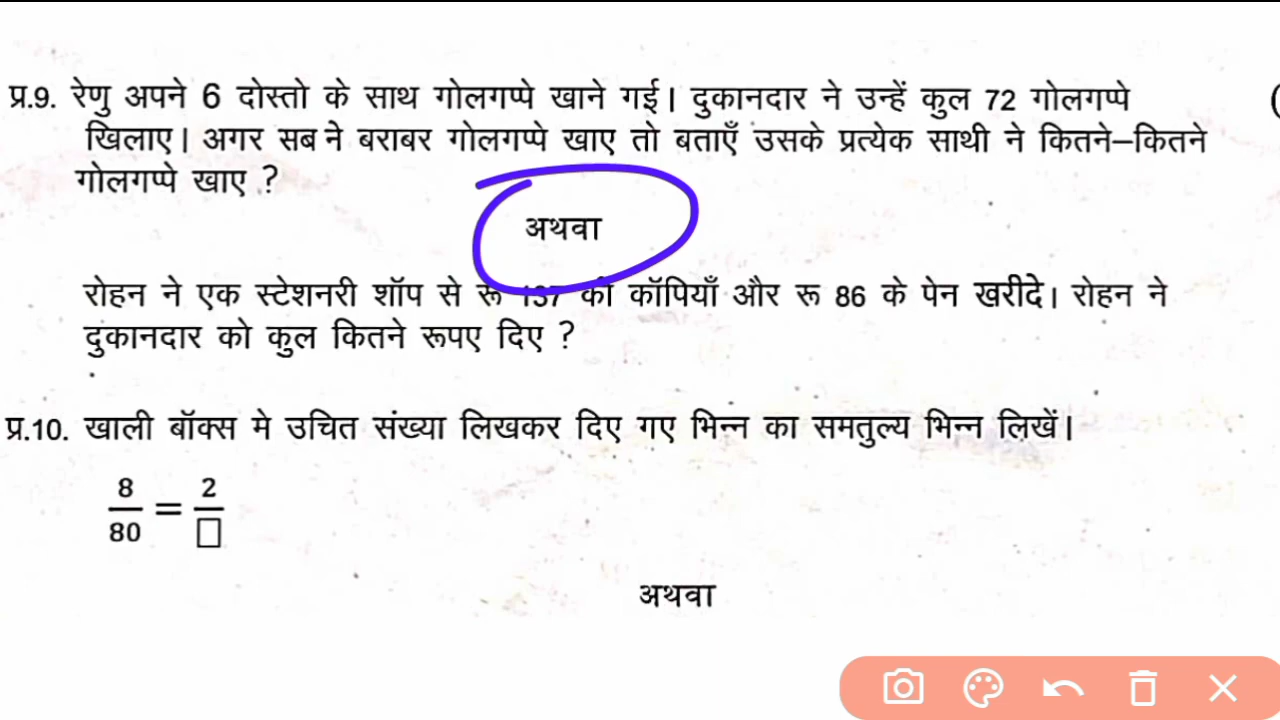 प्र.9. रेणु अपने 6 दोस्तो के साथ गोलगप्पे खाने गई। दुकानदार ने उन्हें कुल 72 गोलगप्पे
खिलाए। अगर सब ने बराबर गोलगप्पे खाए तो बताएँ उसके प्रत्येक साथी ने कितने–कितने
गोलगप्पे खाए ?
अथवा
रोहन ने एक स्टेशनरी शॉप से रू 137 की कॉपियाँ और रू 86 के पेन खरीदे। रोहन ने
दुकानदार को कुल कितने रूपए दिए ?
प्र.10. खाली बॉक्स मे उचित संख्या लिखकर दिए गए भिन्न का समतुल्य भिन्न लिखें।
8/80 = 2/□
अथवा